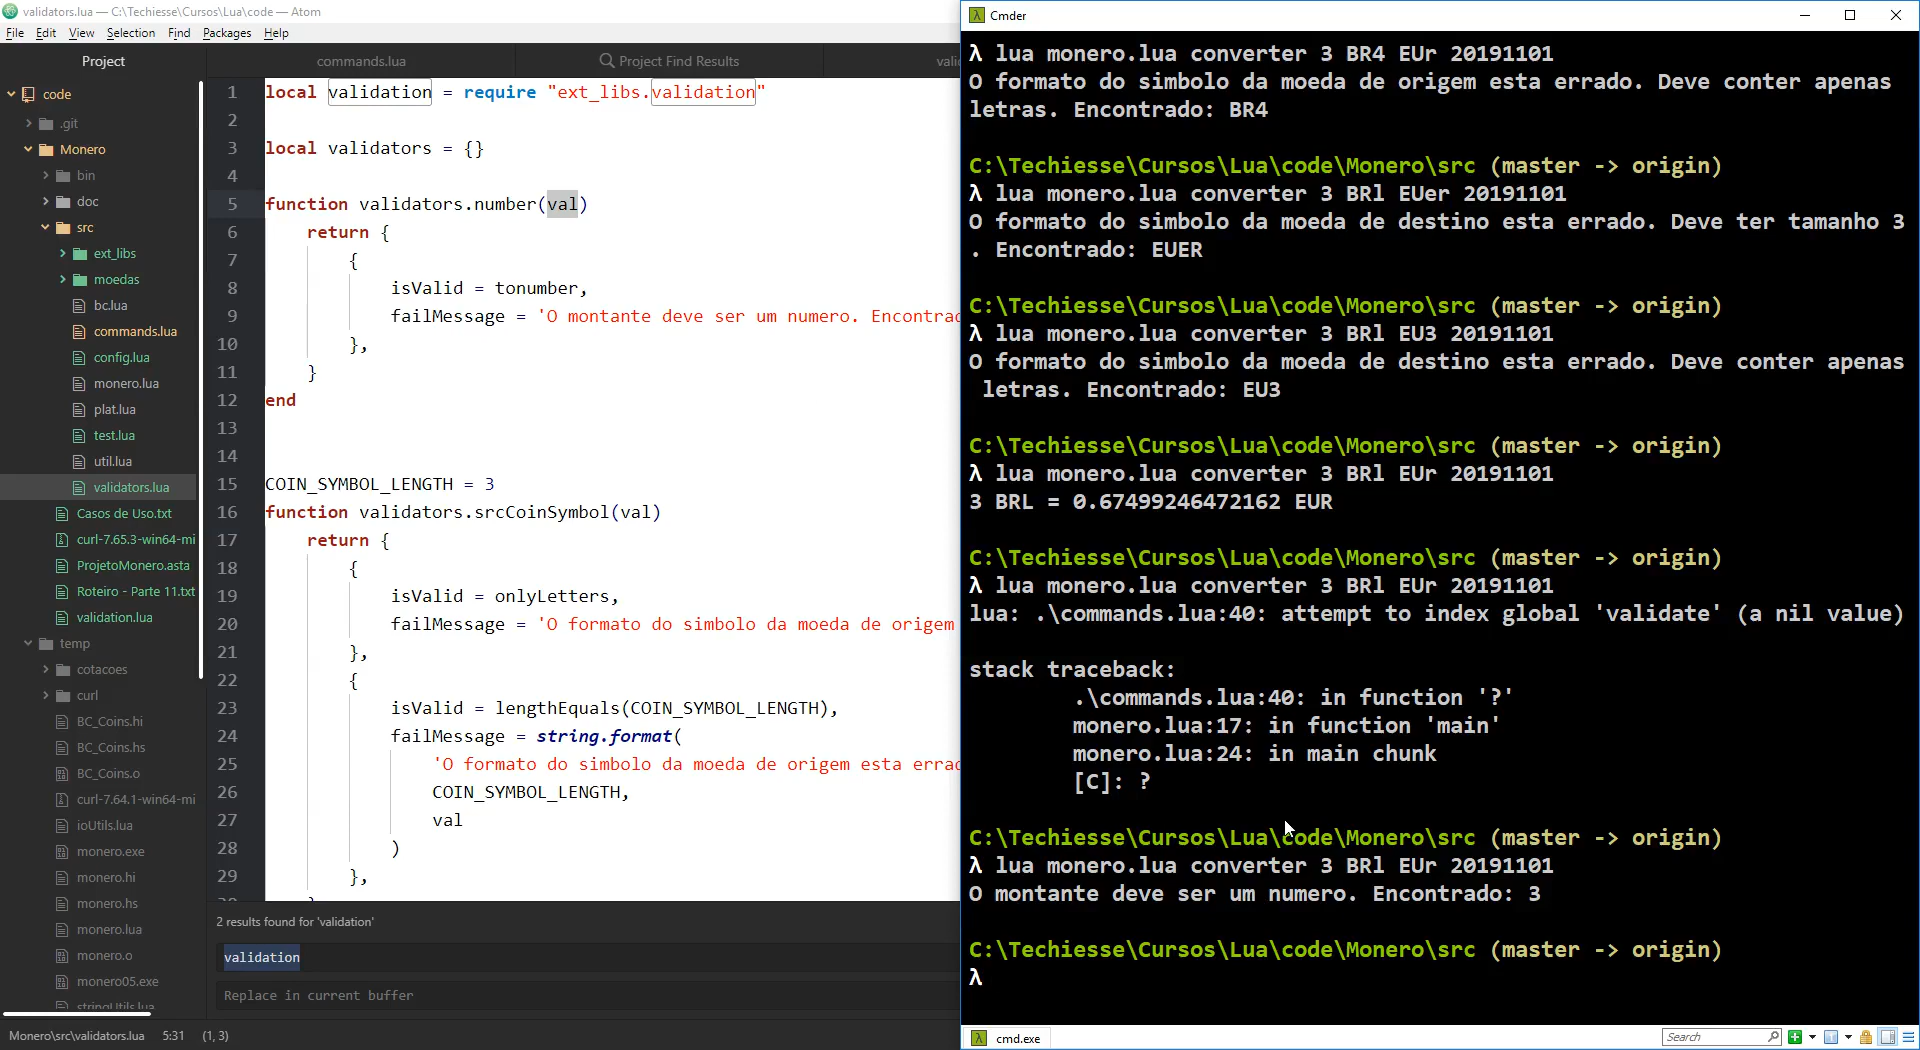 validators.lua — C:\Techiesse\Cursos\Lua\code — Atom
File Edit View Selection Find Packages Help
Project
code
.git
Monero
bin
doc
src
ext_libs
moedas
bc.lua
commands.lua
config.lua
monero.lua
plat.lua
test.lua
util.lua
validators.lua
Casos de Uso.txt
curl-7.65.3-win64-mi
ProjetoMonero.asta
Roteiro - Parte 11.txt
validation.lua
temp
cotacoes
curl
BC_Coins.hi
BC_Coins.hs
BC_Coins.o
curl-7.64.1-win64-mi
ioUtils.lua
monero.exe
monero.hi
monero.hs
monero.lua
monero.o
monero05.exe
stringUtils.lua
commands.lua
Project Find Results
valid
1 local validation = require "ext_libs.validation"
2
3 local validators = {}
4
5 function validators.number(val)
6 return {
7 {
8 isValid = tonumber,
9 failMessage = 'O montante deve ser um numero. Encontrad
10 },
11 }
12 end
13
14
15 COIN_SYMBOL_LENGTH = 3
16 function validators.srcCoinSymbol(val)
17 return {
18 {
19 isValid = onlyLetters,
20 failMessage = 'O formato do simbolo da moeda de origem
21 },
22 {
23 isValid = lengthEquals(COIN_SYMBOL_LENGTH),
24 failMessage = string.format(
25 'O formato do simbolo da moeda de origem esta errad
26 COIN_SYMBOL_LENGTH,
27 val
28 )
29 },
2 results found for 'validation'
validation
Replace in current buffer
Monero\src\validators.lua 5:31 (1, 3)
λ Cmder
λ lua monero.lua converter 3 BR4 EUr 20191101
O formato do simbolo da moeda de origem esta errado. Deve conter apenas
letras. Encontrado: BR4
C:\Techiesse\Cursos\Lua\code\Monero\src (master -> origin)
λ lua monero.lua converter 3 BRl EUer 20191101
O formato do simbolo da moeda de destino esta errado. Deve ter tamanho 3
. Encontrado: EUER
C:\Techiesse\Cursos\Lua\code\Monero\src (master -> origin)
λ lua monero.lua converter 3 BRl EU3 20191101
O formato do simbolo da moeda de destino esta errado. Deve conter apenas
letras. Encontrado: EU3
C:\Techiesse\Cursos\Lua\code\Monero\src (master -> origin)
λ lua monero.lua converter 3 BRl EUr 20191101
3 BRL = 0.67499246472162 EUR
C:\Techiesse\Cursos\Lua\code\Monero\src (master -> origin)
λ lua monero.lua converter 3 BRl EUr 20191101
lua: .\commands.lua:40: attempt to index global 'validate' (a nil value)
stack traceback:
.\commands.lua:40: in function '?'
monero.lua:17: in function 'main'
monero.lua:24: in main chunk
[C]: ?
C:\Techiesse\Cursos\Lua\code\Monero\src (master -> origin)
λ lua monero.lua converter 3 BRl EUr 20191101
O montante deve ser um numero. Encontrado: 3
C:\Techiesse\Cursos\Lua\code\Monero\src (master -> origin)
λ
λ cmd.exe
Search